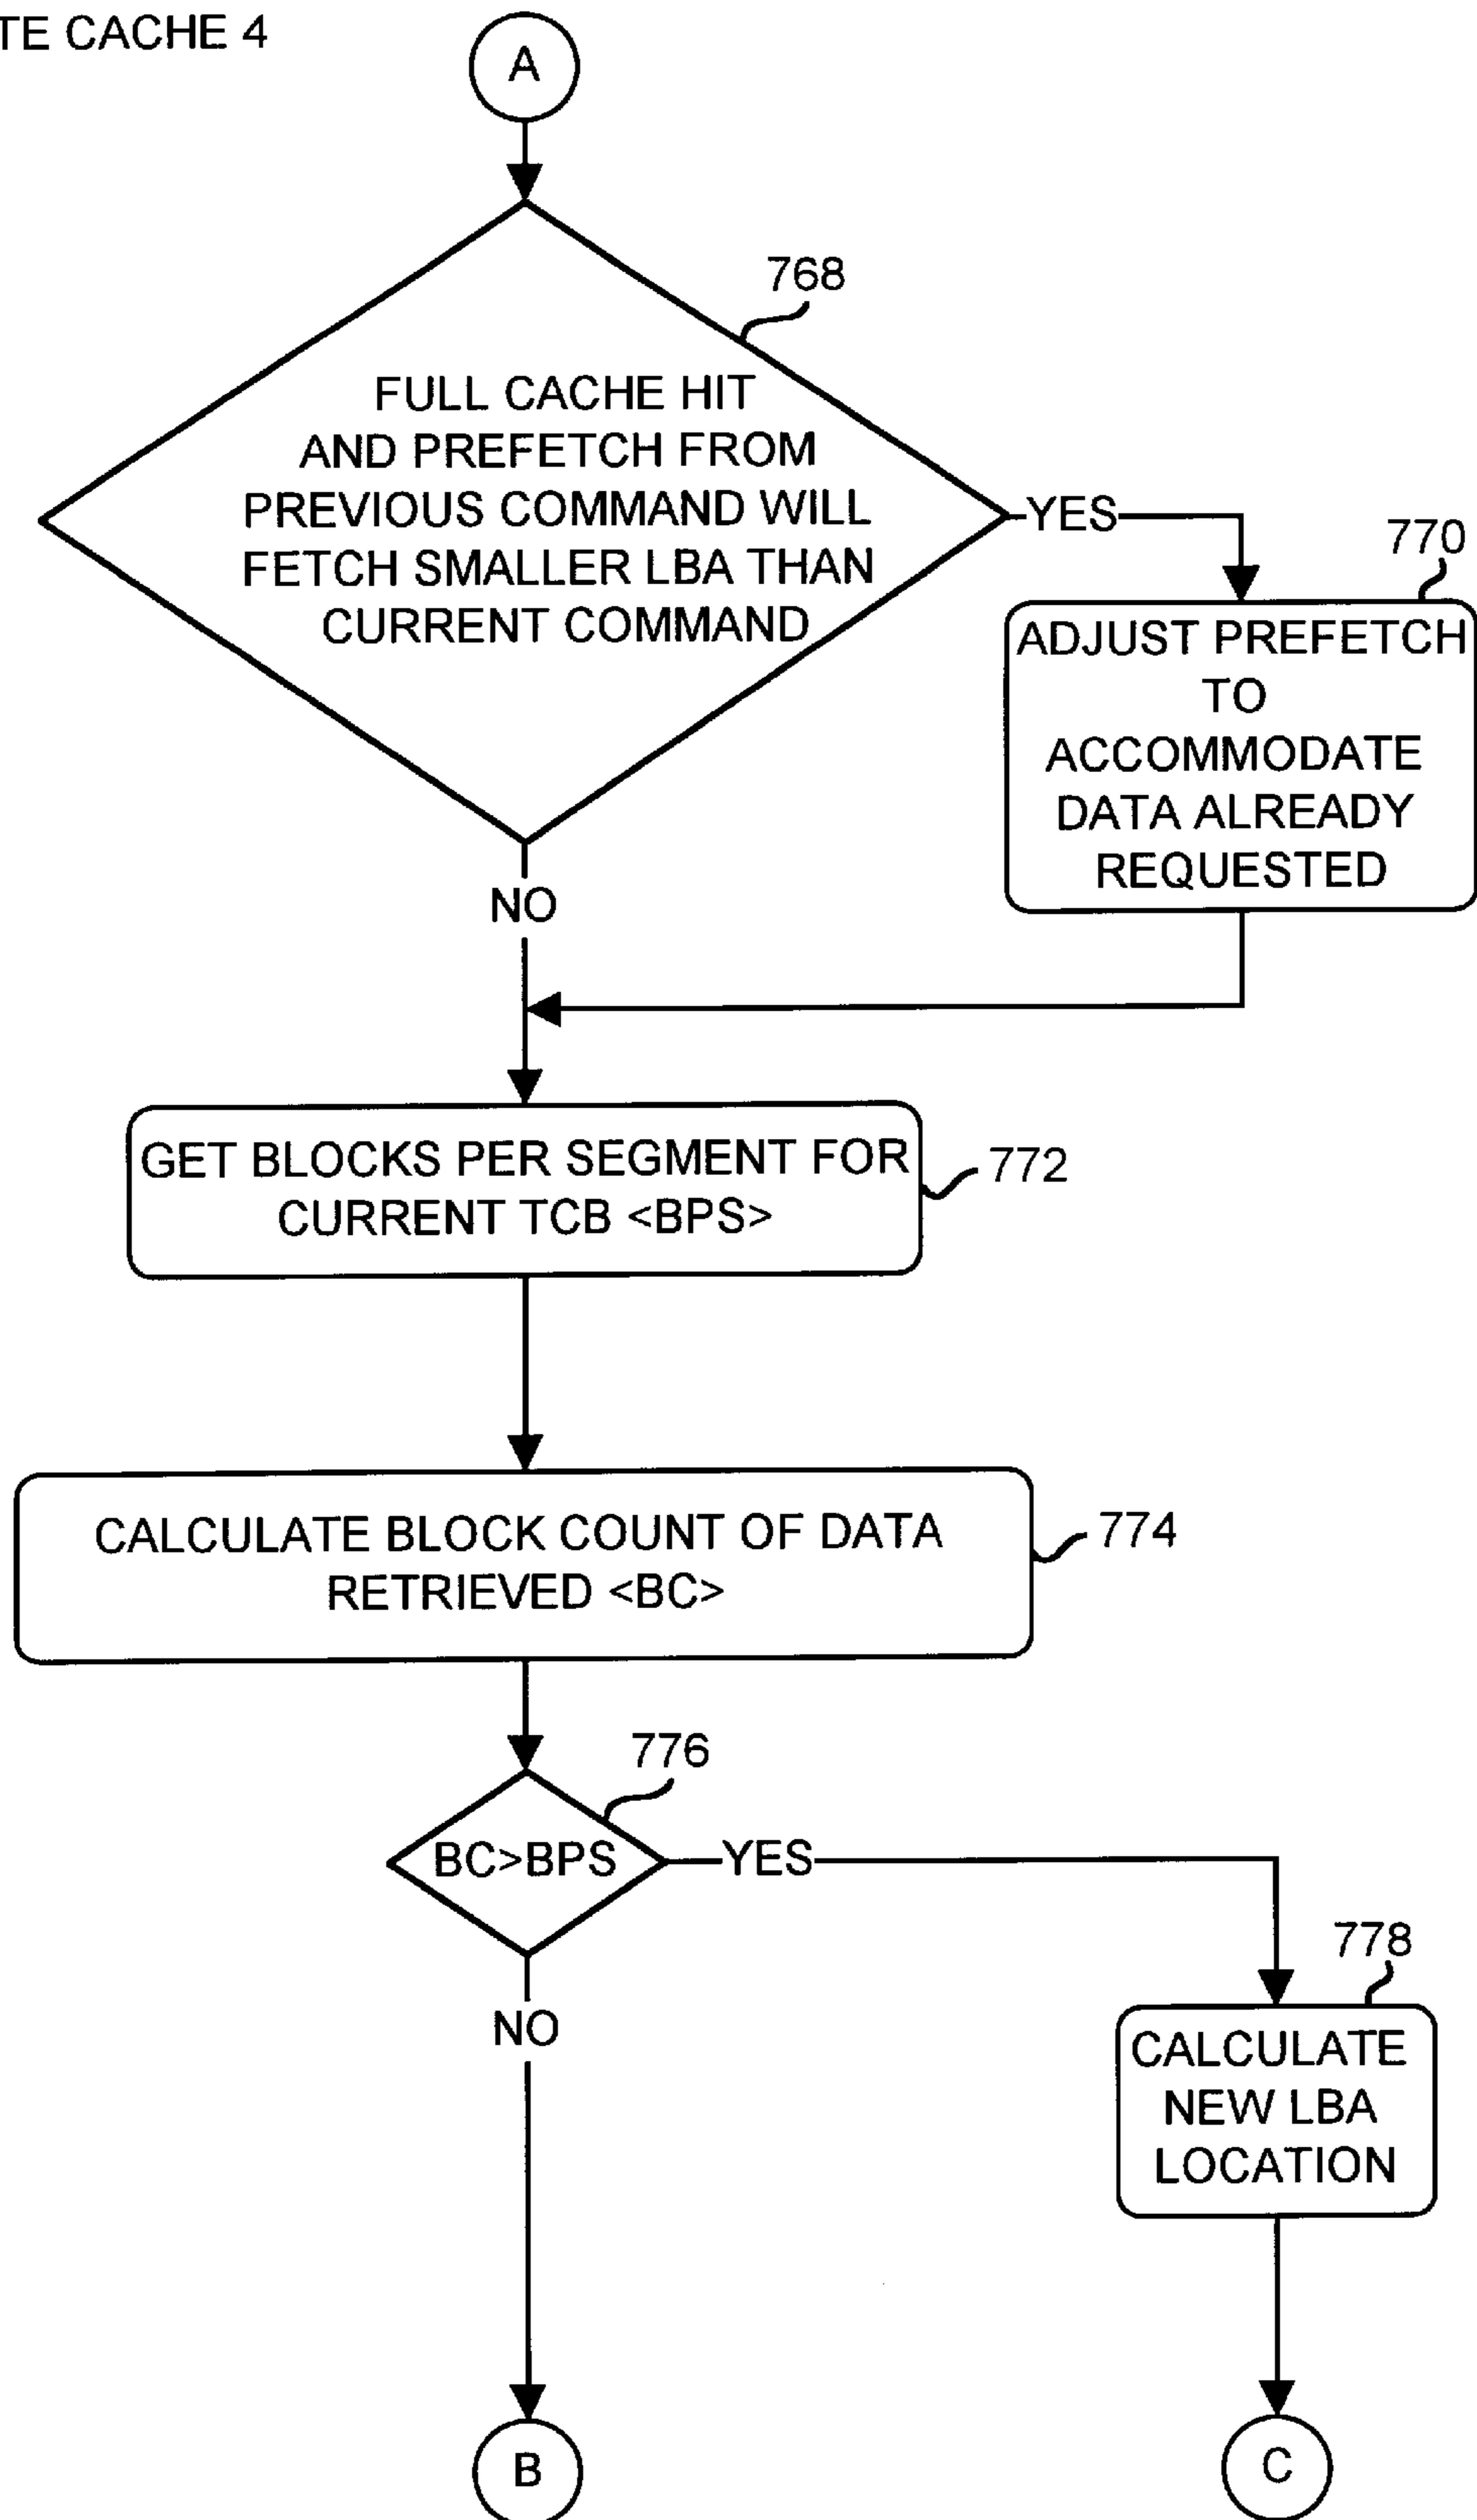 CACHE 4
A
768
FULL CACHE HIT
AND PREFETCH FROM
PREVIOUS COMMAND WILL
FETCH SMALLER LBA THAN
CURRENT COMMAND
YES
770
ADJUST PREFETCH
TO
ACCOMMODATE
DATA ALREADY
REQUESTED
NO
GET BLOCKS PER SEGMENT FOR
CURRENT TCB <BPS>
772
CALCULATE BLOCK COUNT OF DATA
RETRIEVED <BC>
774
776
BC>BPS
YES
778
NO
CALCULATE
NEW LBA
LOCATION
B
C